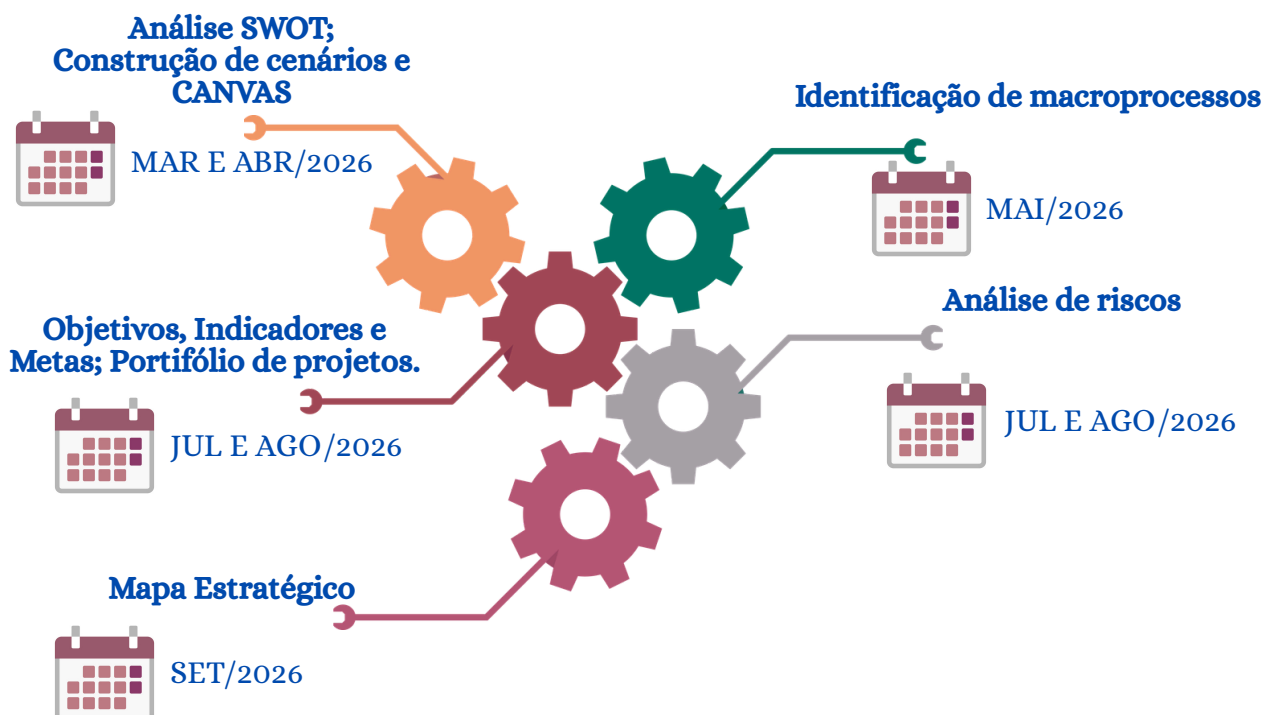 Análise SWOT;
Construção de cenários e
CANVAS
MAR E ABR/2026
Identificação de macroprocessos
MAI/2026
Objetivos, Indicadores e
Metas; Portifólio de projetos.
JUL E AGO/2026
Análise de riscos
JUL E AGO/2026
Mapa Estratégico
SET/2026